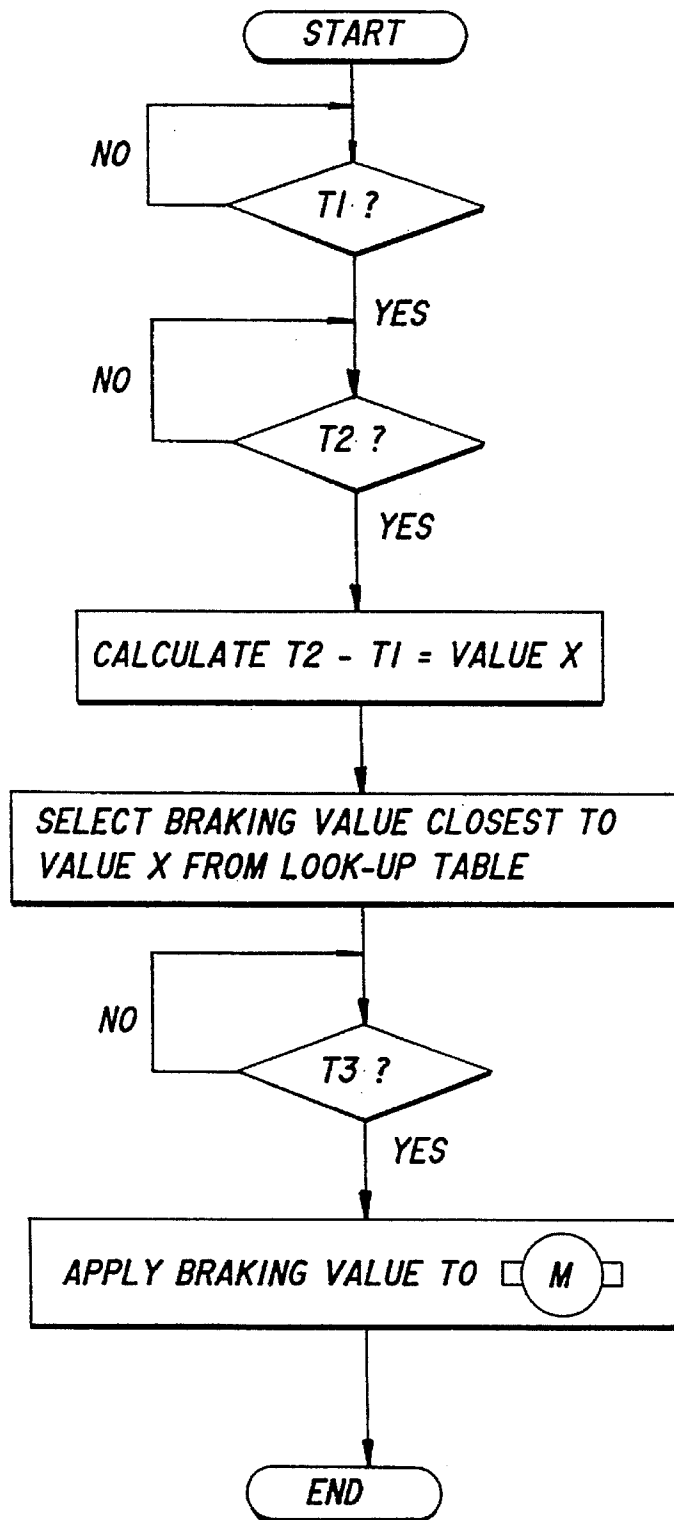 START
NO
T1 ?
YES
NO
T2 ?
YES
CALCULATE T2 - T1 = VALUE X
SELECT BRAKING VALUE CLOSEST TO
VALUE X FROM LOOK-UP TABLE
NO
T3 ?
YES
APPLY BRAKING VALUE TO M
END